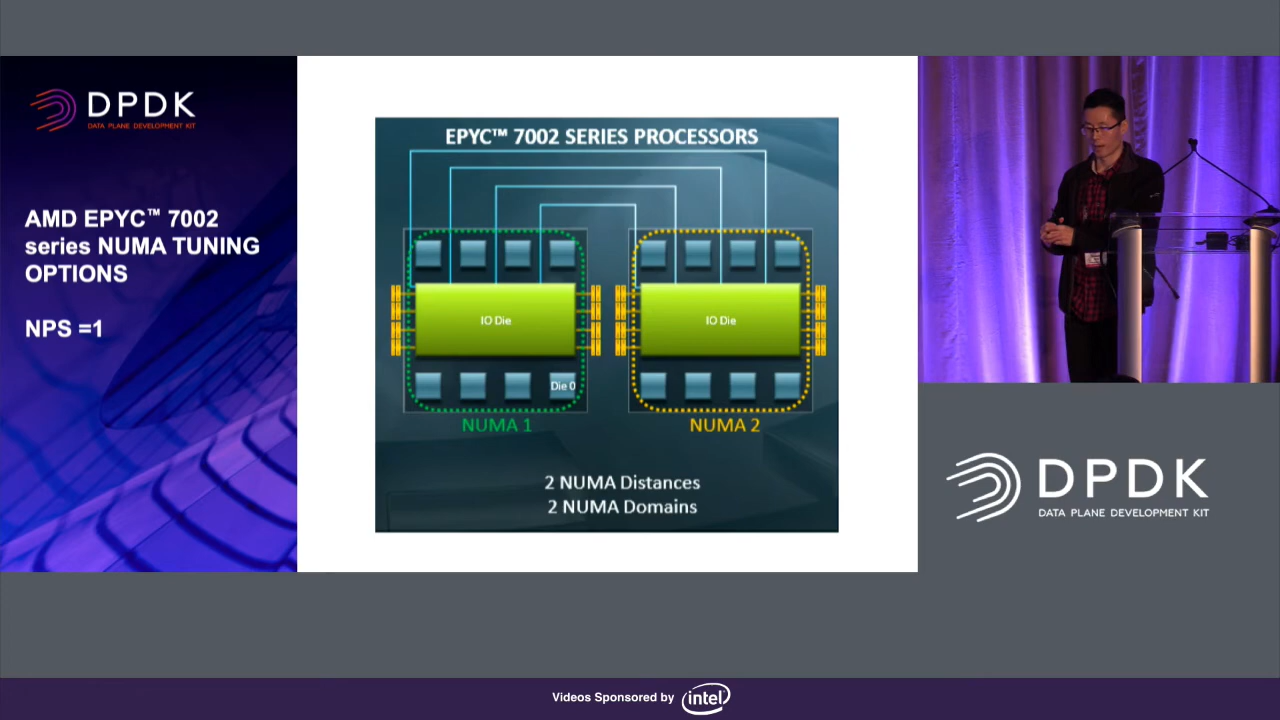 DPDK
DATA PLANE DEVELOPMENT KIT
AMD EPYC™ 7002
series NUMA TUNING
OPTIONS
NPS =1
EPYC™ 7002 SERIES PROCESSORS
IO Die
IO Die
Die 0
NUMA 1
NUMA 2
2 NUMA Distances
2 NUMA Domains
DPDK
DATA PLANE DEVELOPMENT KIT
Videos Sponsored by intel